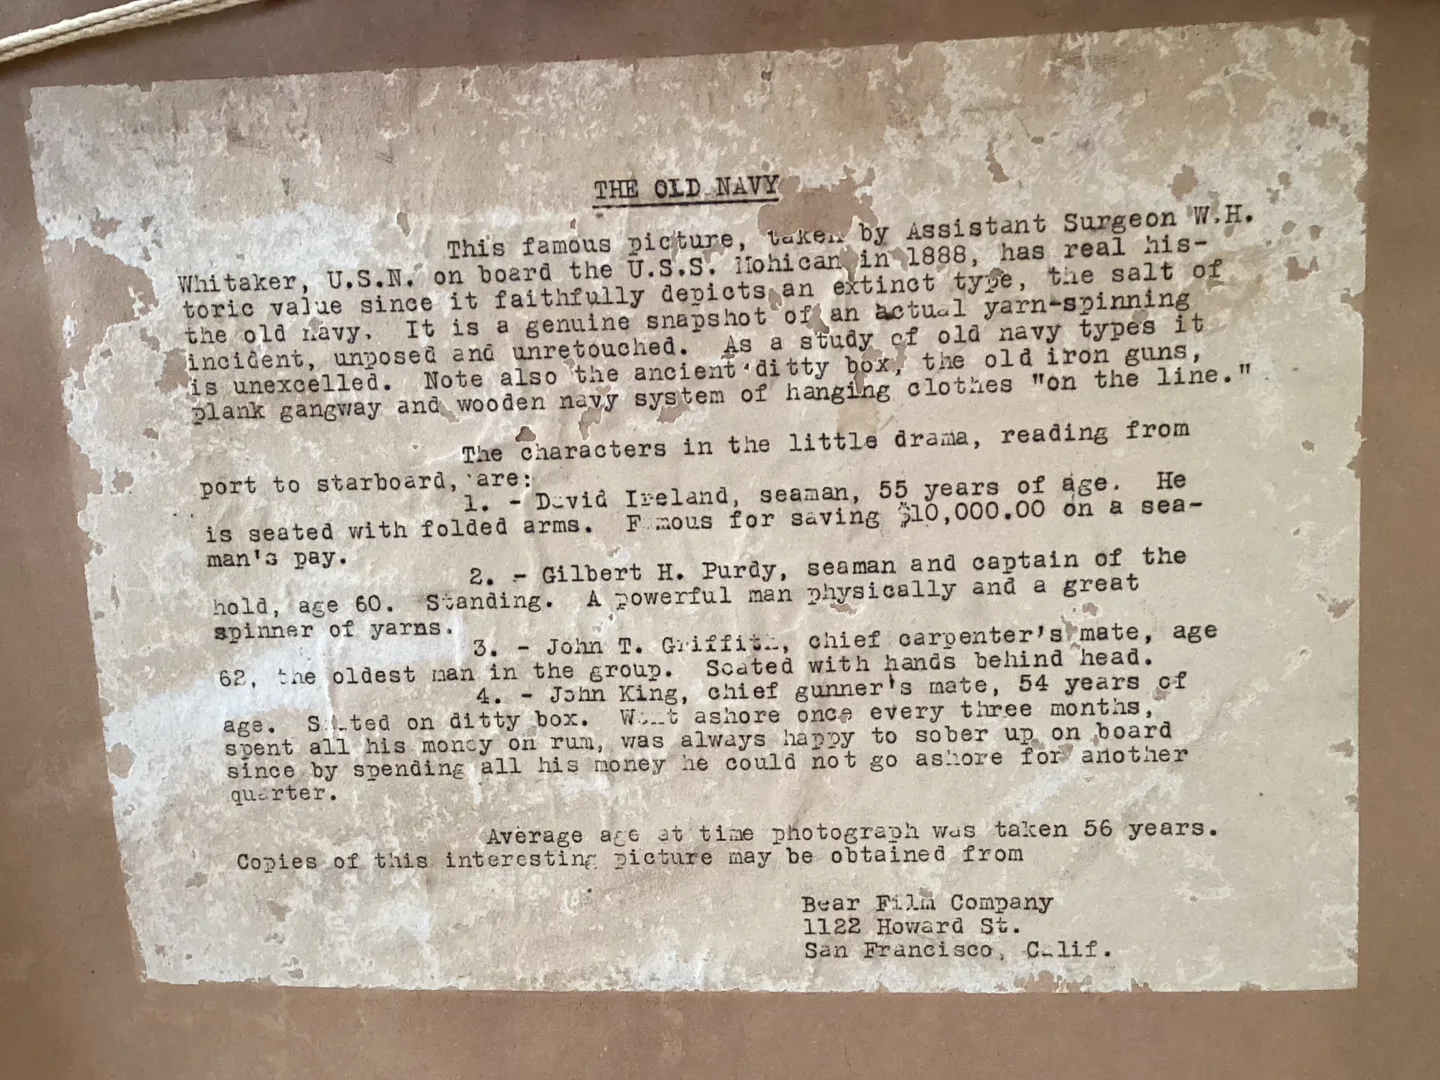 THE OLD NAVY
This famous picture, taken by Assistant Surgeon W.H.
Whitaker, U.S.N. on board the U.S.S. Mohican in 1888, has real his-
toric value since it faithfully depicts an extinct type, the salt of
the old navy. It is a genuine snapshot of an actual yarn-spinning
incident, unposed and unretouched. As a study of old navy types it
is unexcelled. Note also the ancient ditty box, the old iron guns,
plank gangway and wooden navy system of hanging clothes "on the line."
The characters in the little drama, reading from
port to starboard, are:
1. - David Ireland, seaman, 55 years of age. He
is seated with folded arms. Famous for saving $10,000.00 on a sea-
man's pay.
2. - Gilbert H. Purdy, seaman and captain of the
hold, age 60. Standing. A powerful man physically and a great
spinner of yarns.
3. - John T. Griffith, chief carpenter's mate, age
62, the oldest man in the group. Seated with hands behind head.
4. - John King, chief gunner's mate, 54 years of
age. Seated on ditty box. Went ashore once every three months,
spent all his money on rum, was always happy to sober up on board
since by spending all his money he could not go ashore for another
quarter.
Average age at time photograph was taken 56 years.
Copies of this interesting picture may be obtained from
Bear Film Company
1122 Howard St.
San Francisco, Calif.